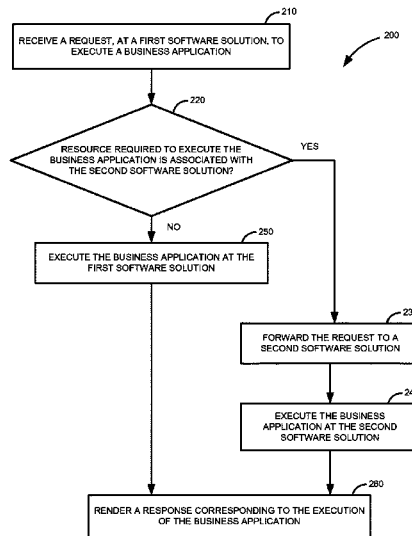 210
RECEIVE A REQUEST, AT A FIRST SOFTWARE SOLUTION, TO
EXECUTE A BUSINESS APPLICATION
200
220
RESOURCE REQUIRED TO EXECUTE THE
BUSINESS APPLICATION IS ASSOCIATED WITH
THE SECOND SOFTWARE SOLUTION?
YES
NO
250
EXECUTE THE BUSINESS APPLICATION AT THE
FIRST SOFTWARE SOLUTION
FORWARD THE REQUEST TO A
SECOND SOFTWARE SOLUTION
EXECUTE THE BUSINESS
APPLICATION AT THE SECOND
SOFTWARE SOLUTION
260
RENDER A RESPONSE CORRESPONDING TO THE EXECUTION
OF THE BUSINESS APPLICATION